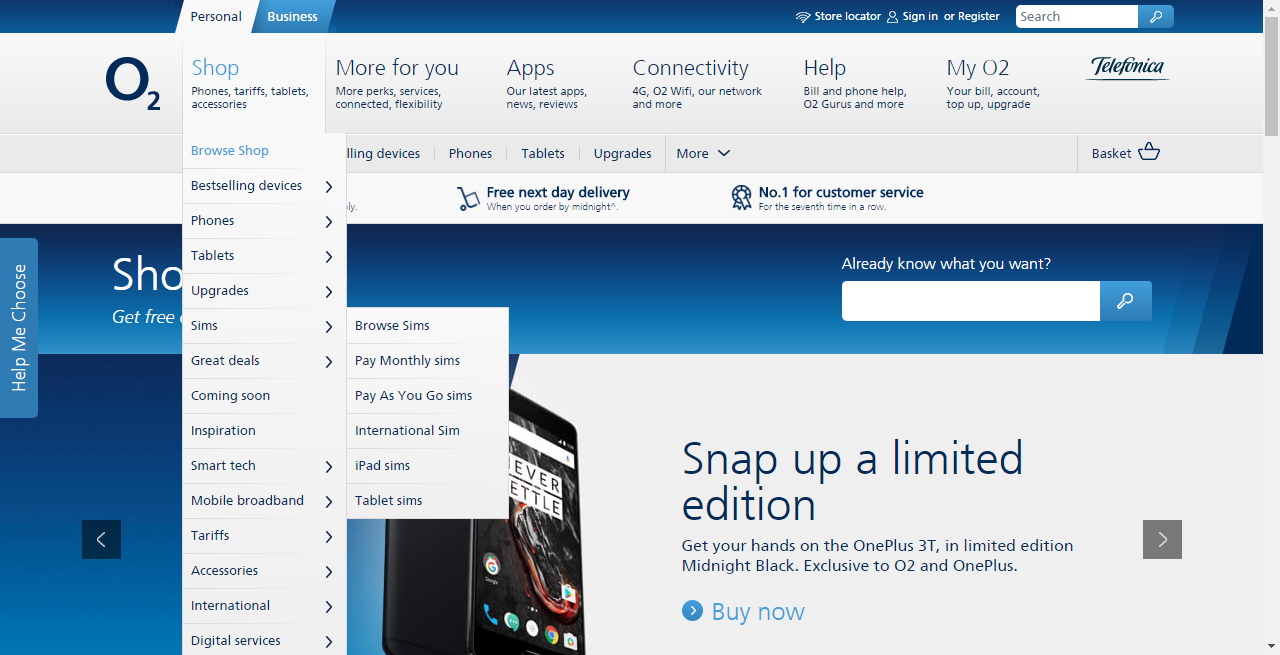 Personal
Business
Store locator
Sign in or Register
Search
O2
Shop
Phones, tariffs, tablets,
accessories
More for you
More perks, services,
connected, flexibility
Apps
Our latest apps,
news, reviews
Connectivity
4G, O2 Wifi, our network
and more
Help
Bill and phone help,
O2 Gurus and more
My O2
Your bill, account,
top up, upgrade
Telefónica
Browse Shop
lling devices
Phones
Tablets
Upgrades
More
Basket
Bestselling devices
Phones
Tablets
Upgrades
Sims
Great deals
Coming soon
Inspiration
Smart tech
Mobile broadband
Tariffs
Accessories
International
Digital services
Browse Sims
Pay Monthly sims
Pay As You Go sims
International Sim
iPad sims
Tablet sims
ly.
Free next day delivery
When you order by midnight^.
No.1 for customer service
For the seventh time in a row.
Help Me Choose
Sho
Get free
Already know what you want?
Snap up a limited
edition
Get your hands on the OnePlus 3T, in limited edition
Midnight Black. Exclusive to O2 and OnePlus.
Buy now
Google